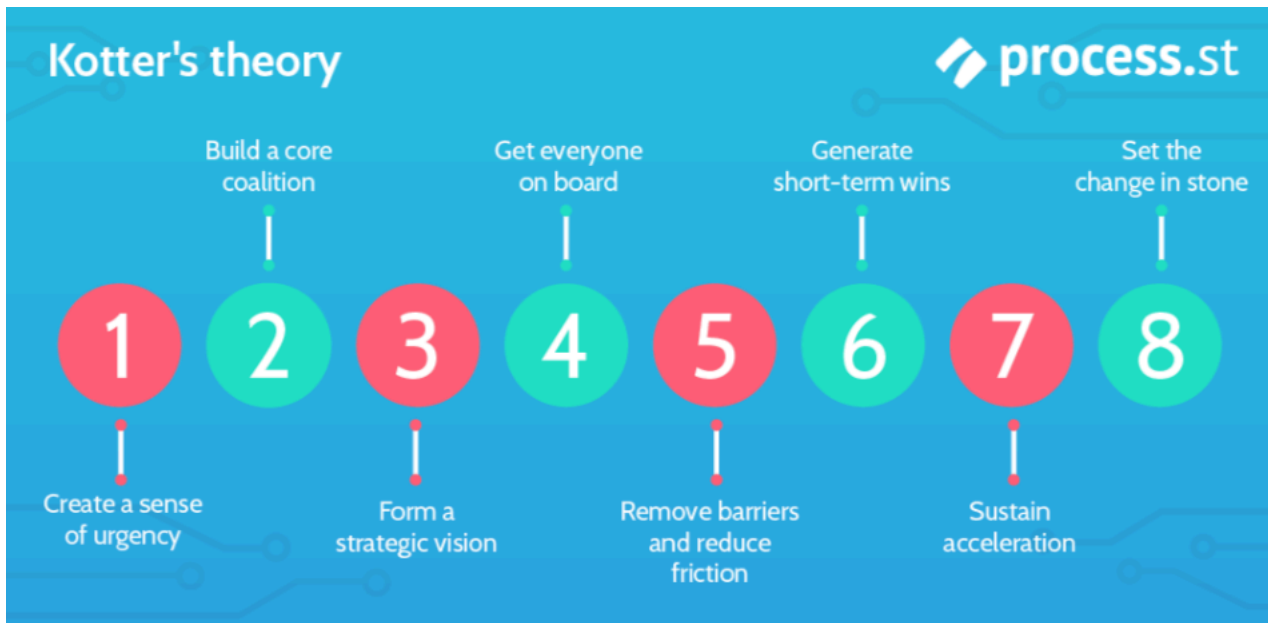 Kotter's theory
process.st
Build a core
coalition
Get everyone
on board
Generate
short-term wins
Set the
change in stone
1
2
3
4
5
6
7
8
Create a sense
of urgency
Form a
strategic vision
Remove barriers
and reduce
friction
Sustain
acceleration